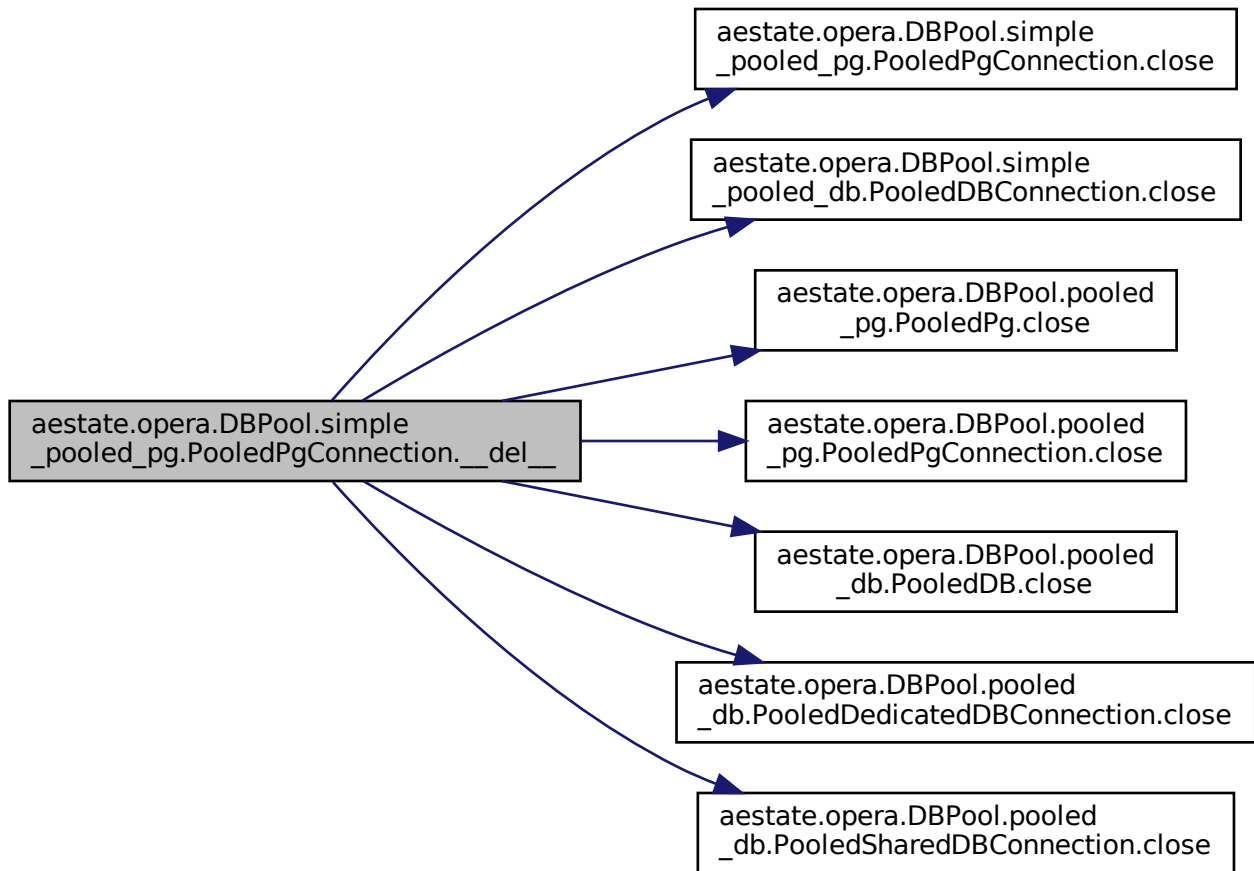 aestate.opera.DBPool.simple
_pooled_pg.PooledPgConnection.__del__
aestate.opera.DBPool.simple
_pooled_pg.PooledPgConnection.close
aestate.opera.DBPool.simple
_pooled_db.PooledDBConnection.close
aestate.opera.DBPool.pooled
_pg.PooledPg.close
aestate.opera.DBPool.pooled
_pg.PooledPgConnection.close
aestate.opera.DBPool.pooled
_db.PooledDB.close
aestate.opera.DBPool.pooled
_db.PooledDedicatedDBConnection.close
aestate.opera.DBPool.pooled
_db.PooledSharedDBConnection.close